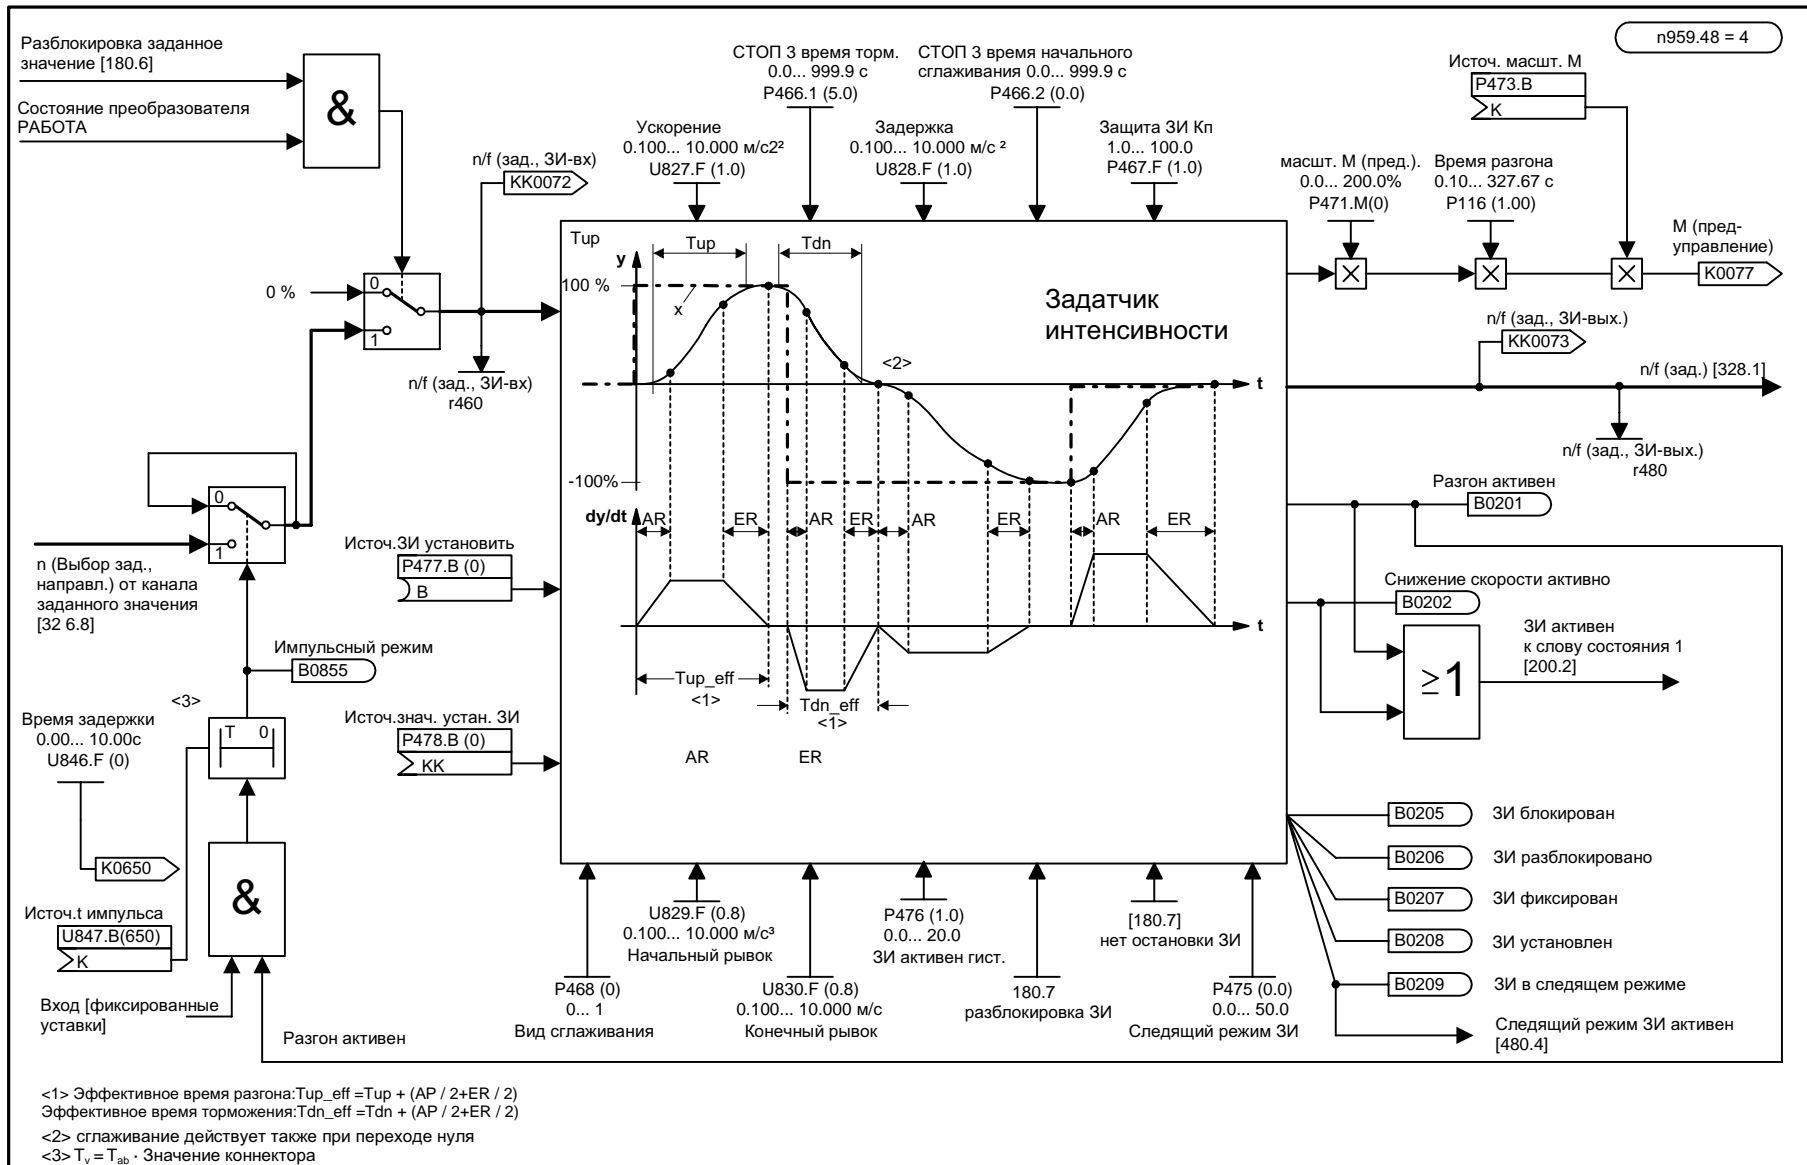 n959.48 = 4
Разблокировка заданное
значение [180.6]
Состояние преобразователя
РАБОТА
&
n/f (зад., ЗИ-вх)
KK0072
0 %
0
1
n/f (зад., ЗИ-вх)
r460
СТОП 3 время торм.
0.0... 999.9 с
P466.1 (5.0)
СТОП 3 время начального
сглаживания 0.0... 999.9 с
P466.2 (0.0)
Ускорение
0.100... 10.000 м/с2²
U827.F (1.0)
Задержка
0.100... 10.000 м/с ²
U828.F (1.0)
Защита ЗИ Кп
1.0... 100.0
P467.F (1.0)
Источ. масшт. М
P473.B
K
масшт. М (пред.).
0.0... 200.0%
P471.M(0)
Время разгона
0.10... 327.67 с
P116 (1.00)
М (пред-
управление)
K0077
n/f (зад., ЗИ-вых.)
KK0073
n/f (зад.) [328.1]
n/f (зад., ЗИ-вых.)
r480
Tup
Tup
Tdn
y
100 %
x
<2>
t
-100%
Задатчик
интенсивности
dy/dt
AR
ER
AR
ER
AR
ER
AR
ER
t
Tup_eff
<1>
Tdn_eff
<1>
AR
ER
0
1
n (Выбор зад.,
направл.) от канала
заданного значения
[32 6.8]
Импульсный режим
B0855
<3>
Время задержки
0.00... 10.00с
U846.F (0)
T 0
K0650
&
Источ.t импульса
U847.B(650)
K
Вход [фиксированные
уставки]
Разгон активен
Источ.ЗИ установить
P477.B (0)
B
Источ.знач. устан. ЗИ
P478.B (0)
KK
Разгон активен
B0201
Снижение скорости активно
B0202
≥1
ЗИ активен
к слову состояния 1
[200.2]
B0205 ЗИ блокирован
B0206 ЗИ разблокировано
B0207 ЗИ фиксирован
B0208 ЗИ установлен
B0209 ЗИ в следящем режиме
Следящий режим ЗИ активен
[480.4]
P468 (0)
0... 1
Вид сглаживания
U829.F (0.8)
0.100... 10.000 м/с³
Начальный рывок
U830.F (0.8)
0.100... 10.000 м/с
Конечный рывок
P476 (1.0)
0.0... 20.0
ЗИ активен гист.
180.7
разблокировка ЗИ
[180.7]
нет остановки ЗИ
P475 (0.0)
0.0... 50.0
Следящий режим ЗИ
<1> Эффективное время разгона:Tup_eff =Tup + (AP / 2+ER / 2)
Эффективное время торможения:Tdn_eff =Tdn + (AP / 2+ER / 2)
<2> сглаживание действует также при переходе нуля
<3> Tv = Tab · Значение коннектора